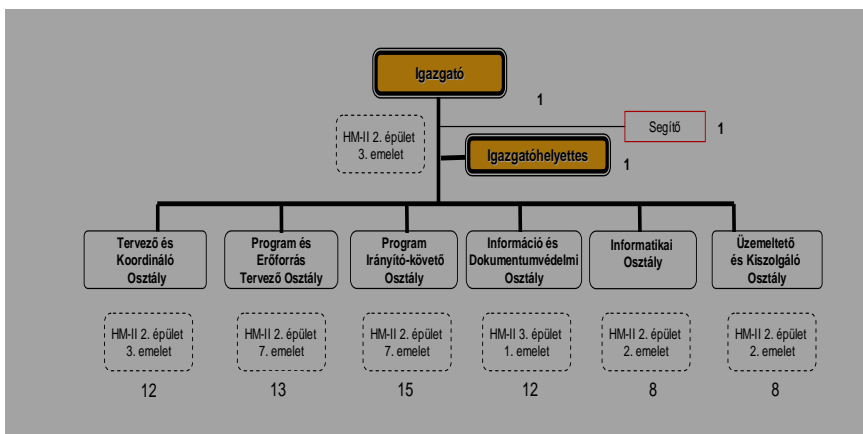 Igazgató
1
Segítő
1
HM-II 2. épület
3. emelet
Igazgatóhelyettes
1
Tervező és
Koordináló
Osztály
Program és
Erőforrás
Tervező Osztály
Program
Irányító-követő
Osztály
Információ és
Dokumentumvédelmi
Osztály
Informatikai
Osztály
Üzemeltető
és Kiszolgáló
Osztály
HM-II 2. épület
3. emelet
HM-II 2. épület
7. emelet
HM-II 2. épület
7. emelet
HM-II 3. épület
1. emelet
HM-II 2. épület
2. emelet
HM-II 2. épület
2. emelet
12
13
15
12
8
8